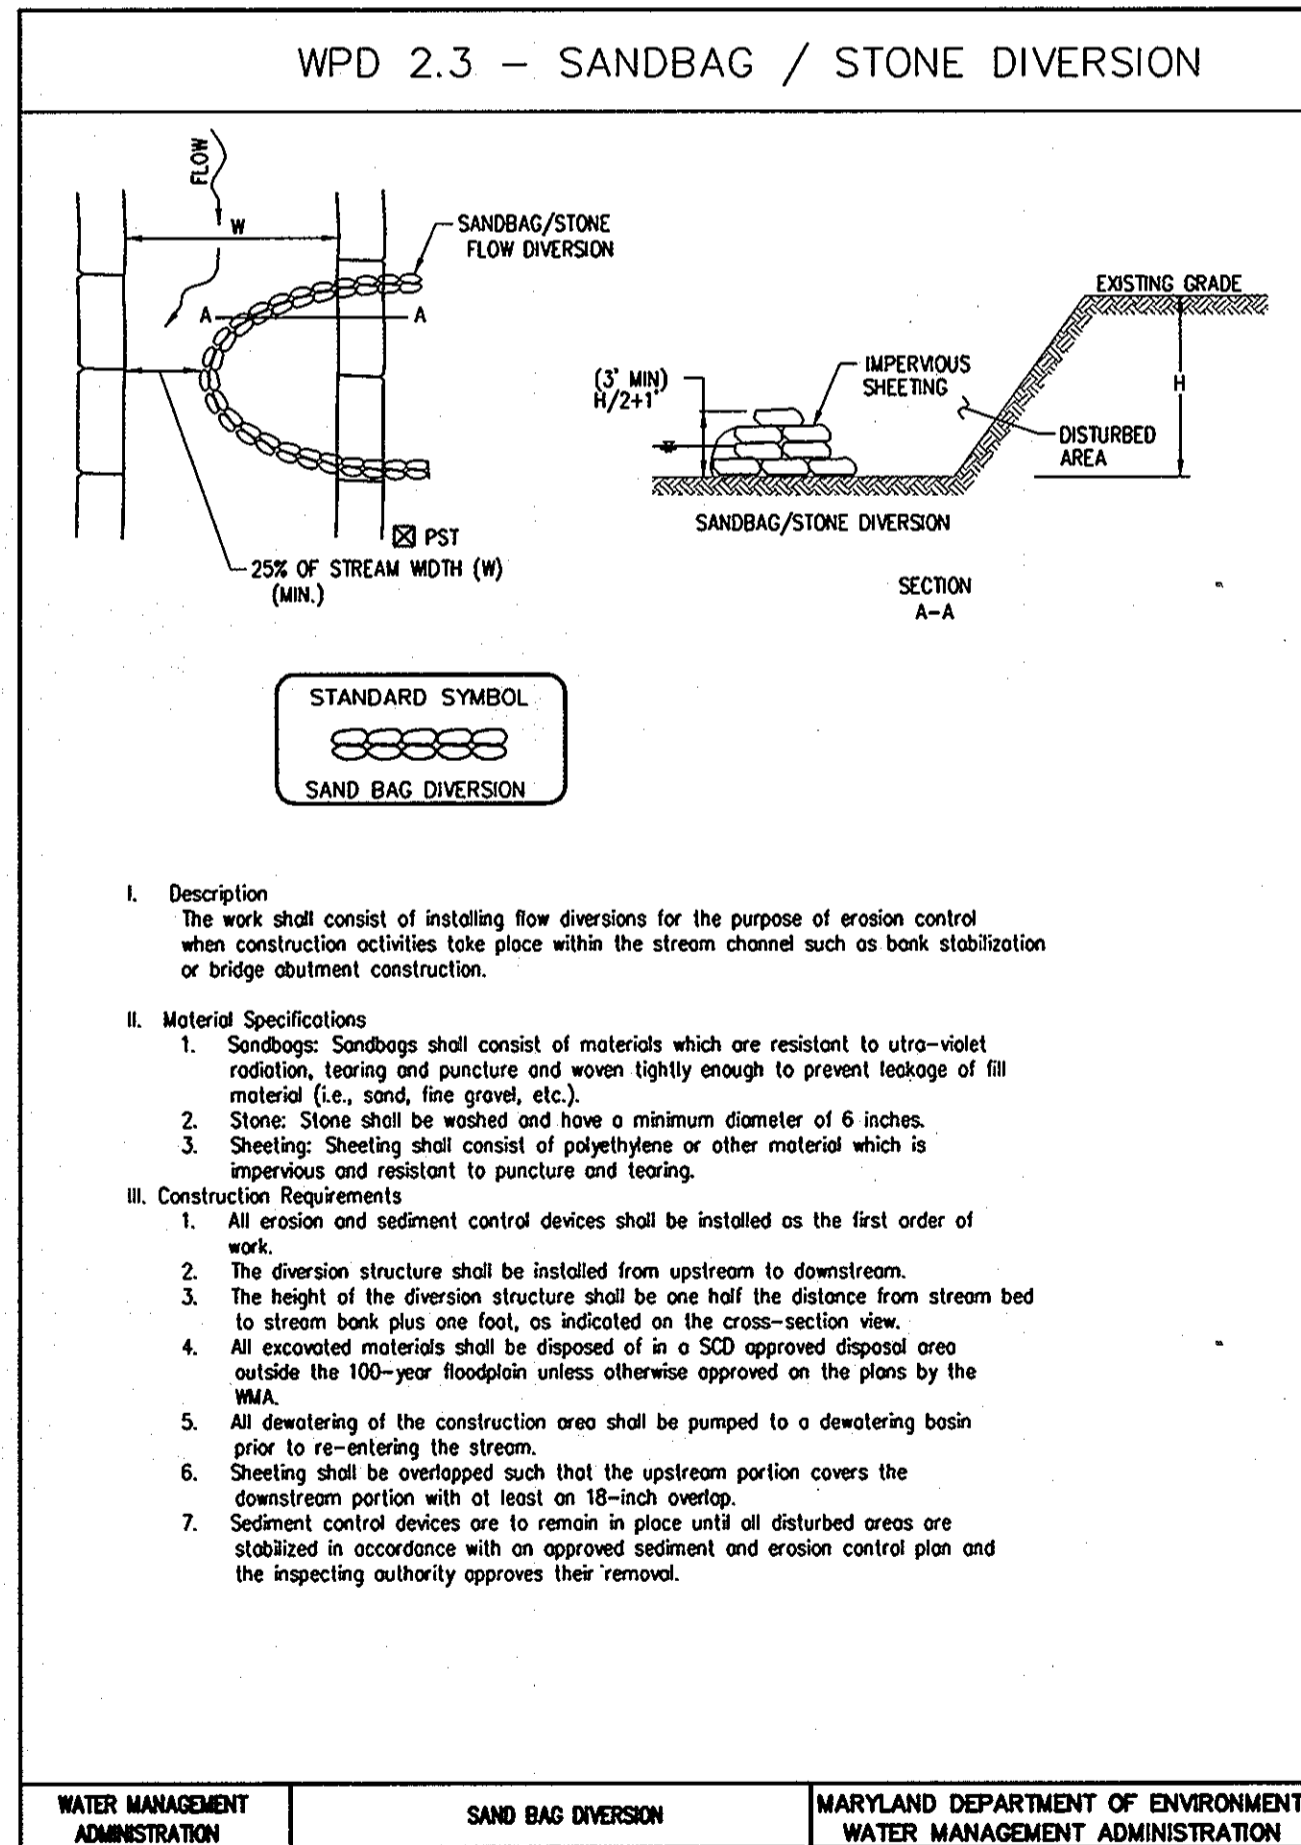 WPD 2.3 - SANDBAG / STONE DIVERSION
FLOW
W
SANDBAG/STONE
FLOW DIVERSION
A
A
25% OF STREAM WIDTH (W)
(MIN.)
PST
EXISTING GRADE
(3' MIN)
H/2+1'
IMPERVIOUS
SHEETING
H
DISTURBED
AREA
SANDBAG/STONE DIVERSION
SECTION
A-A
STANDARD SYMBOL
SAND BAG DIVERSION
I. Description
The work shall consist of installing flow diversions for the purpose of erosion control
when construction activities take place within the stream channel such as bank stabilization
or bridge abutment construction.
II. Material Specifications
1. Sandbags: Sandbags shall consist of materials which are resistant to utra-violet
radiation, tearing and puncture and woven tightly enough to prevent leakage of fill
material (i.e., sand, fine gravel, etc.).
2. Stone: Stone shall be washed and have a minimum diameter of 6 inches.
3. Sheeting: Sheeting shall consist of polyethylene or other material which is
impervious and resistant to puncture and tearing.
III. Construction Requirements
1. All erosion and sediment control devices shall be installed as the first order of
work.
2. The diversion structure shall be installed from upstream to downstream.
3. The height of the diversion structure shall be one half the distance from stream bed
to stream bank plus one foot, as indicated on the cross-section view.
4. All excavated materials shall be disposed of in a SCD approved disposal area
outside the 100-year floodplain unless otherwise approved on the plans by the
WMA.
5. All dewatering of the construction area shall be pumped to a dewatering basin
prior to re-entering the stream.
6. Sheeting shall be overlapped such that the upstream portion covers the
downstream portion with at least an 18-inch overlap.
7. Sediment control devices are to remain in place until all disturbed areas are
stabilized in accordance with an approved sediment and erosion control plan and
the inspecting authority approves their removal.
WATER MANAGEMENT
ADMINISTRATION
SAND BAG DIVERSION
MARYLAND DEPARTMENT OF ENVIRONMENT
WATER MANAGEMENT ADMINISTRATION